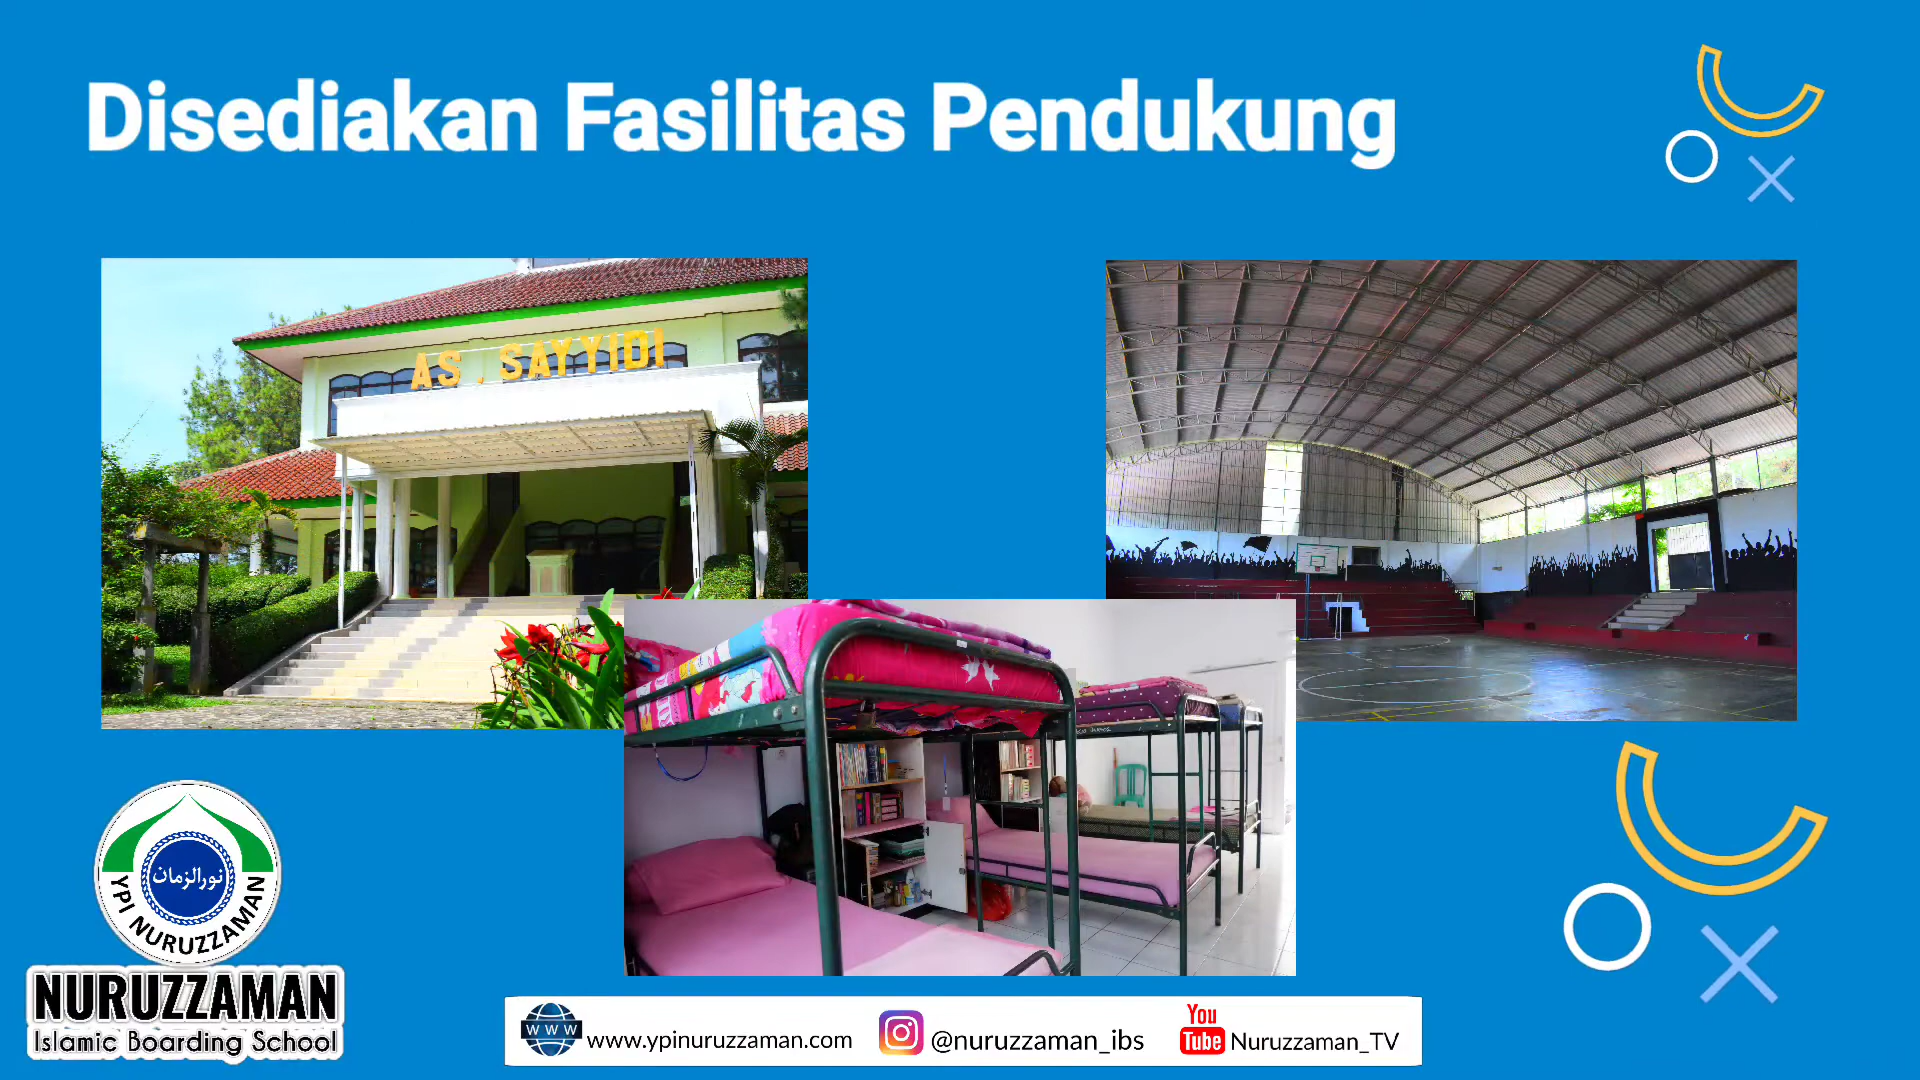 Disediakan Fasilitas Pendukung
AS . SAYYIDI
نورالزمان
YPI NURUZZAMAN
NURUZZAMAN
Islamic Boarding School
WWW
www.ypinuruzzaman.com
@nuruzzaman_ibs
You
Tube
Nuruzzaman_TV